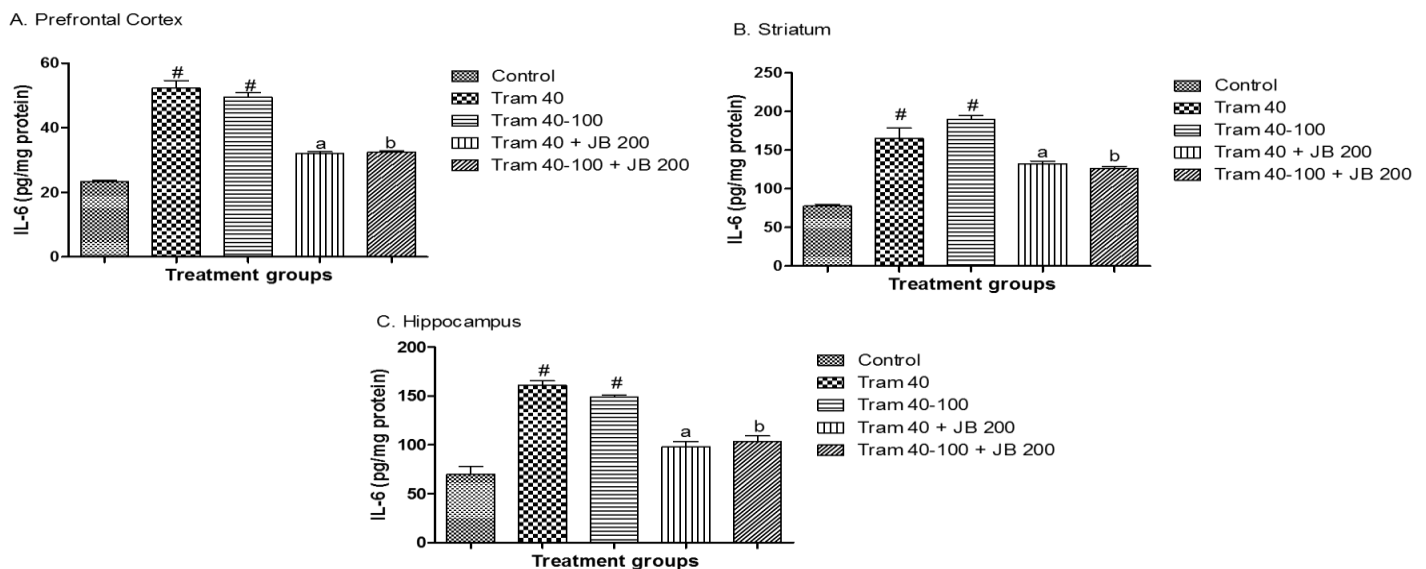 A. Prefrontal Cortex
60
40
20
0
IL-6 (pg/mg protein)
#
#
a
b
Treatment groups
Control
Tram 40
Tram 40-100
Tram 40 + JB 200
Tram 40-100 + JB 200
B. Striatum
250
200
150
100
50
0
IL-6 (pg/mg protein)
#
#
a
b
Treatment groups
Control
Tram 40
Tram 40-100
Tram 40 + JB 200
Tram 40-100 + JB 200
C. Hippocampus
200
150
100
50
0
IL-6 (pg/mg protein)
#
#
a
b
Treatment groups
Control
Tram 40
Tram 40-100
Tram 40 + JB 200
Tram 40-100 + JB 200